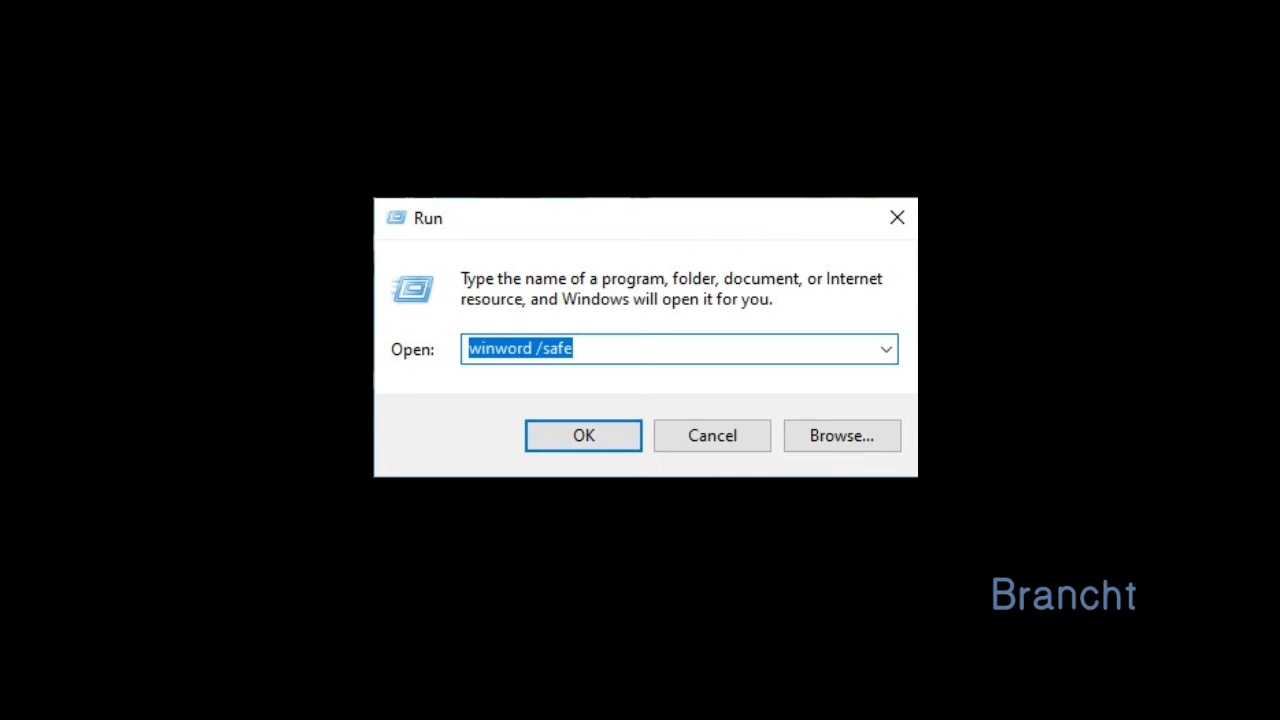 Run
Type the name of a program, folder, document, or Internet
resource, and Windows will open it for you.
Open:
winword /safe
OK
Cancel
Browse...
Brancht